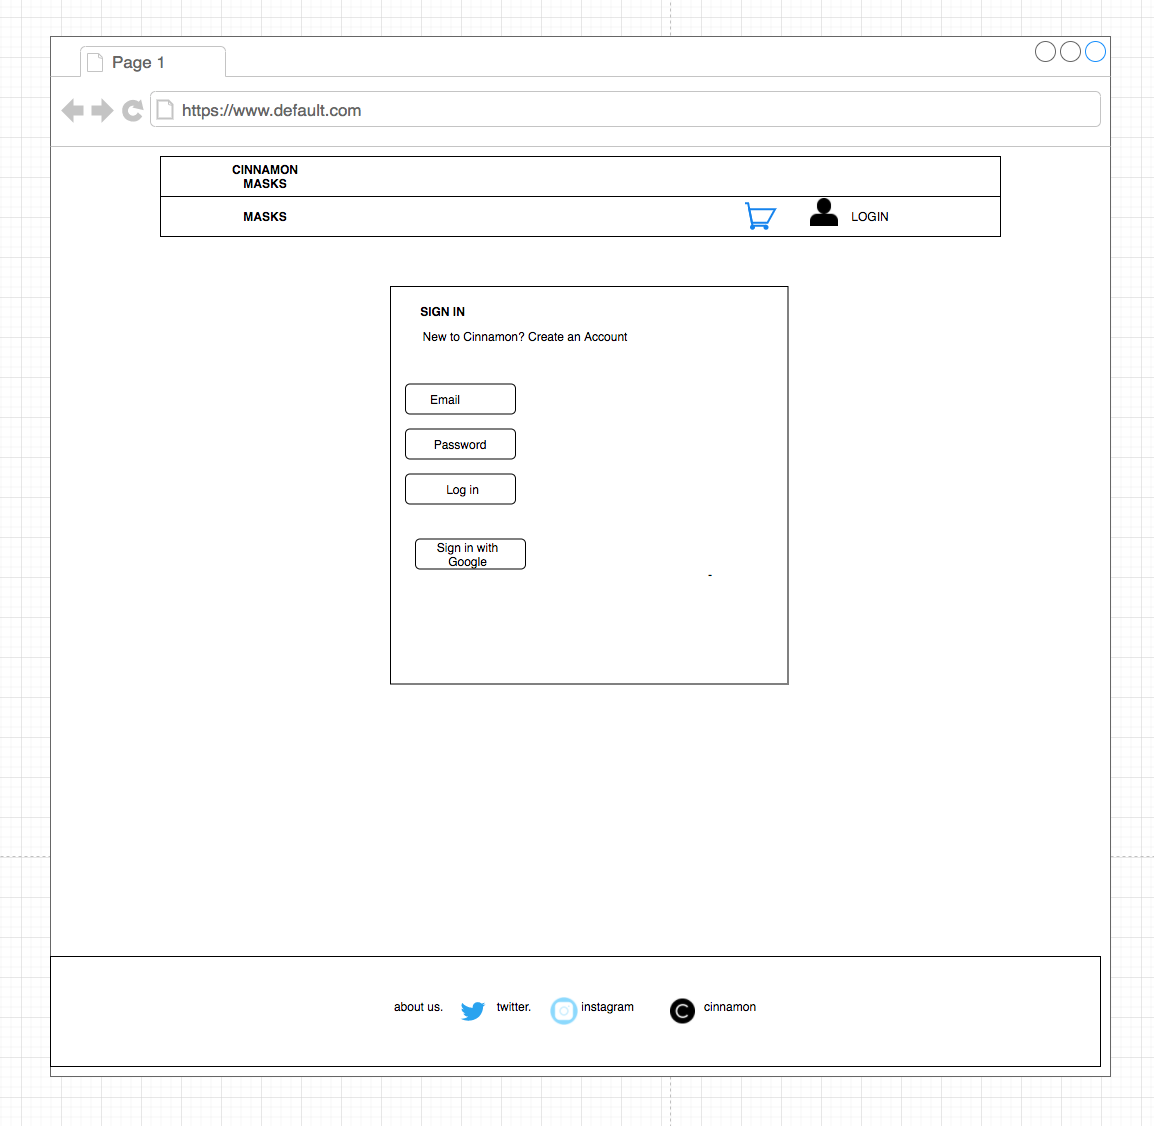 Page 1
https://www.default.com
CINNAMON
MASKS
MASKS
LOGIN
SIGN IN
New to Cinnamon? Create an Account
Email
Password
Log in
Sign in with
Google
-
about us. twitter. instagram C cinnamon